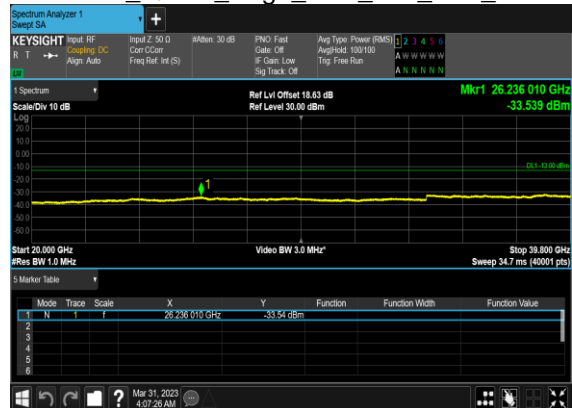 Spectrum Analyzer 1
Swept SA
+
KEYSIGHT Input: RF Input Z: 50 Ω #Atten: 30 dB PNO: Fast Avg Type: Power (RMS) 1 2 3 4 5 6
R T Coupling: DC Corr CCorr Gate: Off Avg|Hold: 100/100 A W W W W W
Align: Auto Freq Ref: Int (S) IF Gain: Low Trig: Free Run A N N N N N
Sig Track: Off
1 Spectrum Ref Lvl Offset 18.63 dB Mkr1 26.236 010 GHz
Scale/Div 10 dB Ref Level 30.00 dBm -33.539 dBm
Log
20.0
10.0
0.00
-10.0
DL1 -13.00 dBm
-20.0
-30.0
1
-40.0
-50.0
-60.0
Start 20.000 GHz Video BW 3.0 MHz* Stop 39.800 GHz
#Res BW 1.0 MHz Sweep 34.7 ms (40001 pts)
5 Marker Table
Mode Trace Scale X Y Function Function Width Function Value
1 N 1 f 26.236 010 GHz -33.54 dBm
2
3
4
5
6
? Mar 31, 2023
4:07:26 AM